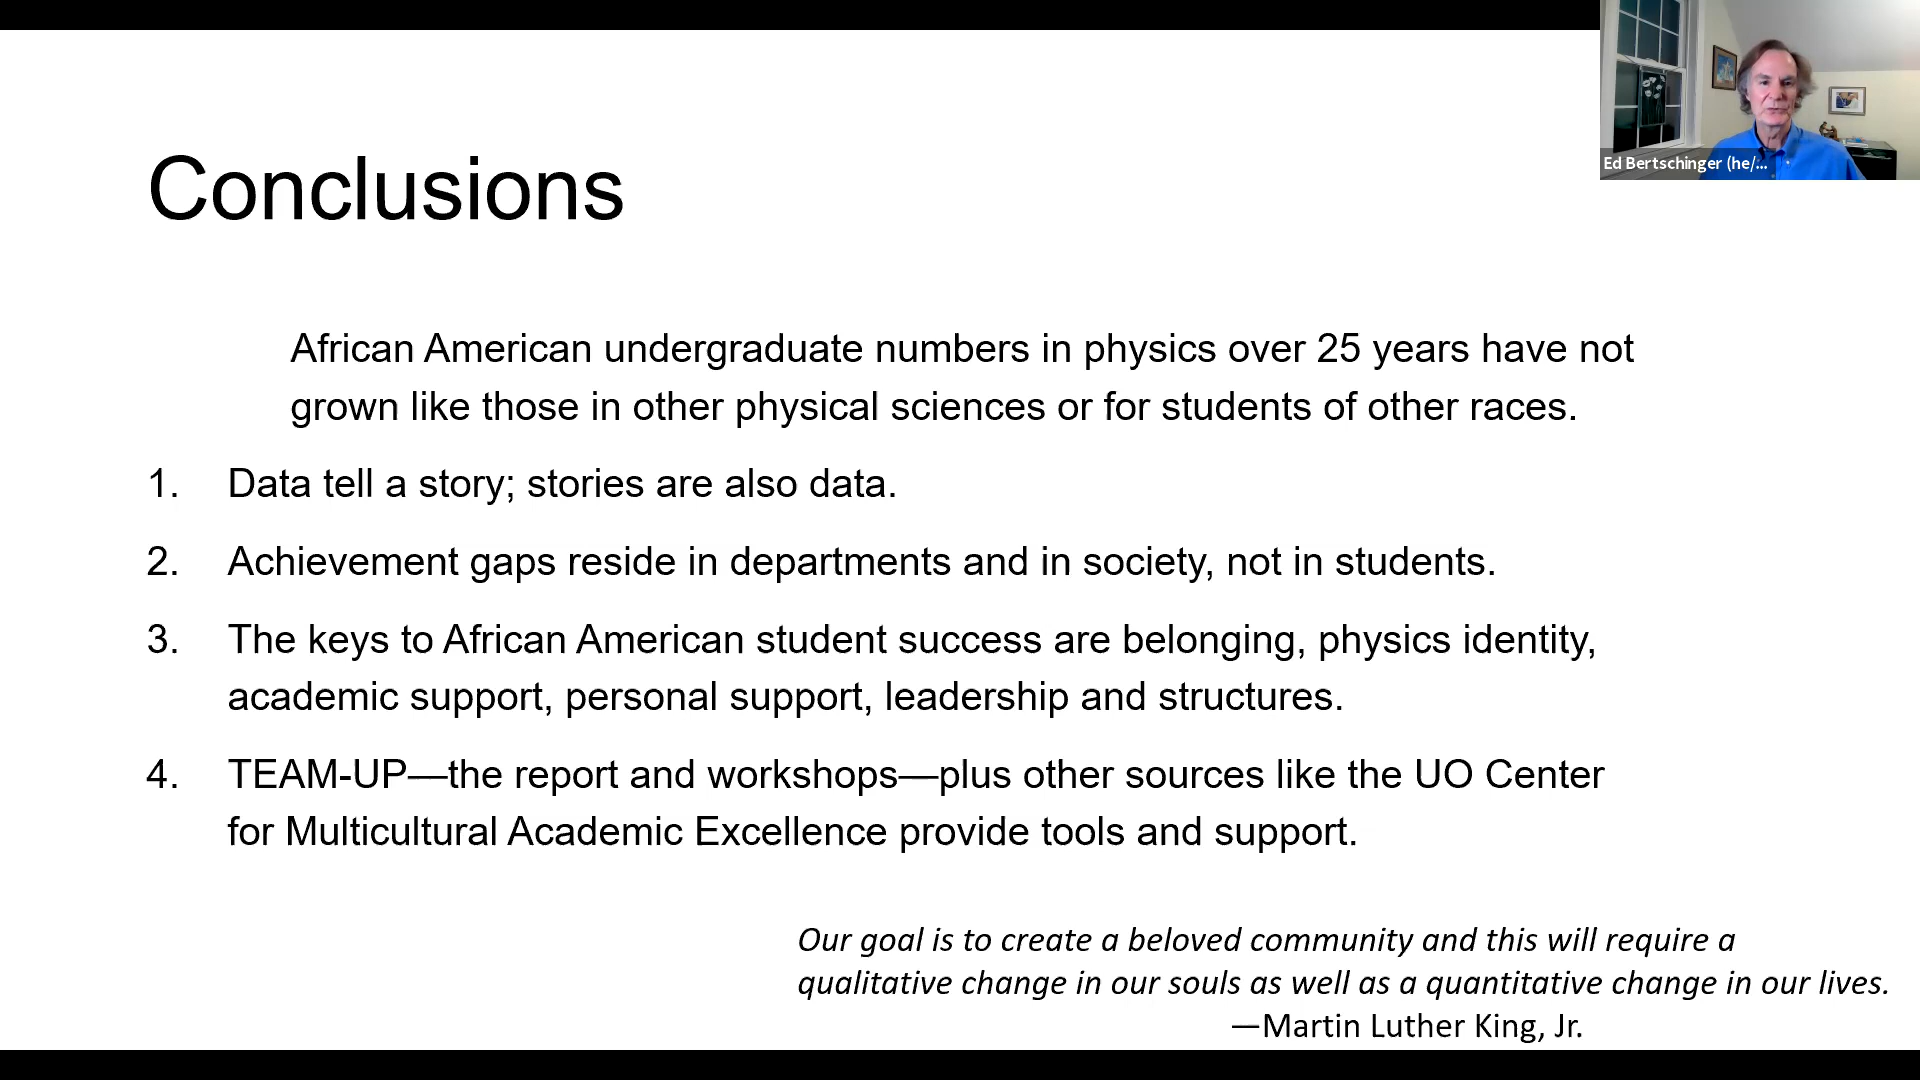 Ed Bertschinger (he/...
Conclusions
African American undergraduate numbers in physics over 25 years have not
grown like those in other physical sciences or for students of other races.
1. Data tell a story; stories are also data.
2. Achievement gaps reside in departments and in society, not in students.
3. The keys to African American student success are belonging, physics identity,
academic support, personal support, leadership and structures.
4. TEAM-UP—the report and workshops—plus other sources like the UO Center
for Multicultural Academic Excellence provide tools and support.
Our goal is to create a beloved community and this will require a
qualitative change in our souls as well as a quantitative change in our lives.
—Martin Luther King, Jr.